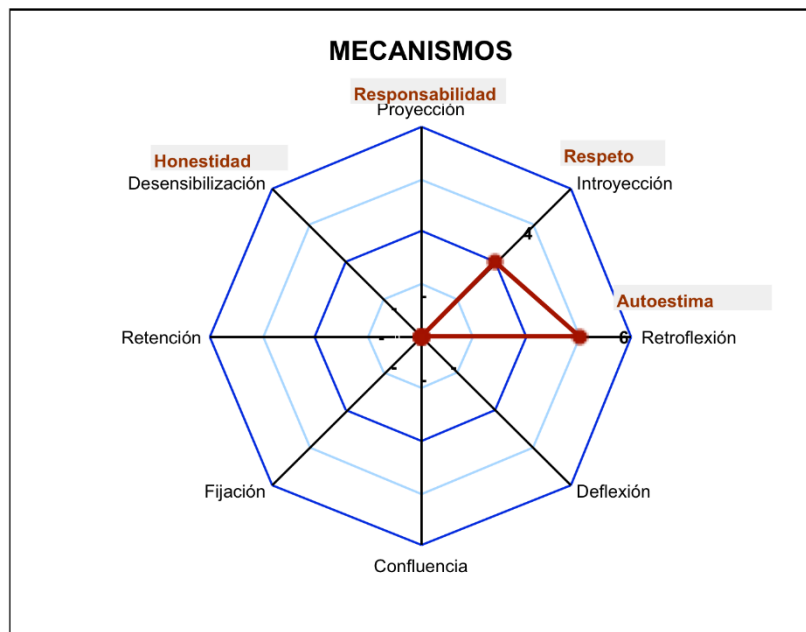 MECANISMOS
Responsabilidad
Proyección
Honestidad
Desensibilización
Respeto
Introyección
4
-
Autoestima
-
Retención
-
6
Retroflexión
-
-
-
Fijación
Deflexión
Confluencia